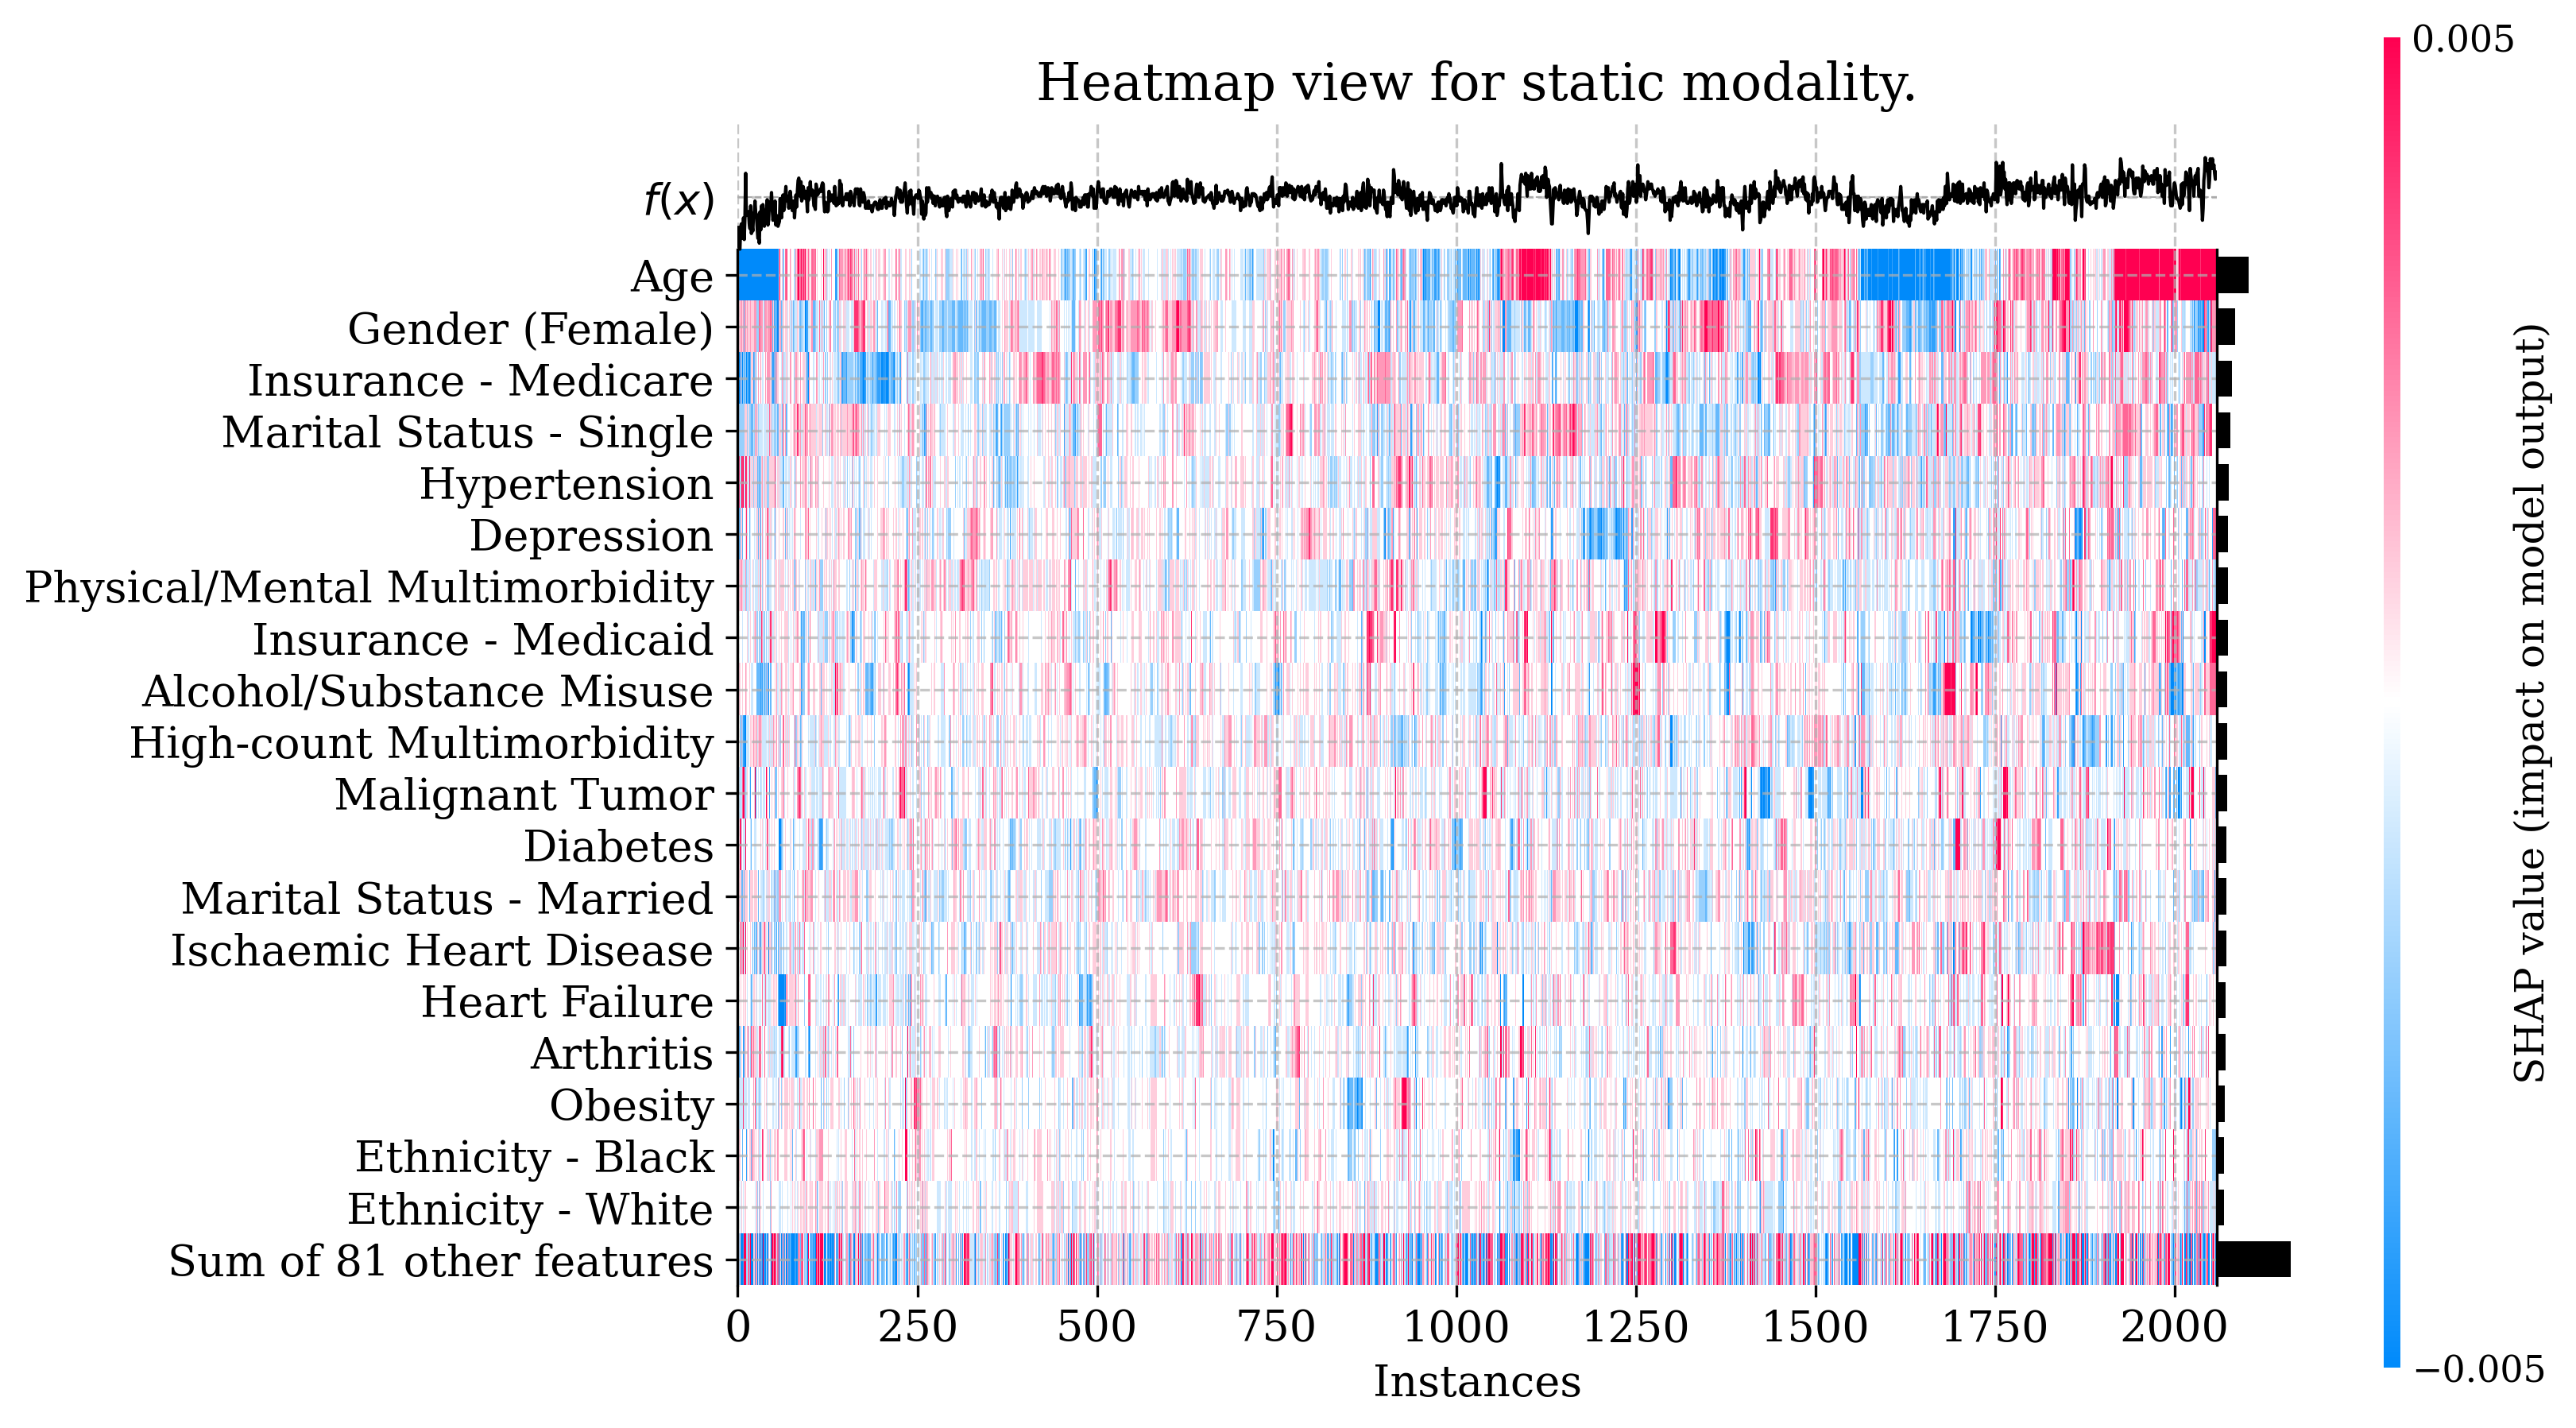 Heatmap view for static modality.
f(x)
Age
Gender (Female)
Insurance - Medicare
Marital Status - Single
Hypertension
Depression
Physical/Mental Multimorbidity
Insurance - Medicaid
Alcohol/Substance Misuse
High-count Multimorbidity
Malignant Tumor
Diabetes
Marital Status - Married
Ischaemic Heart Disease
Heart Failure
Arthritis
Obesity
Ethnicity - Black
Ethnicity - White
Sum of 81 other features
0 250 500 750 1000 1250 1500 1750 2000
Instances
0.005
SHAP value (impact on model output)
−0.005